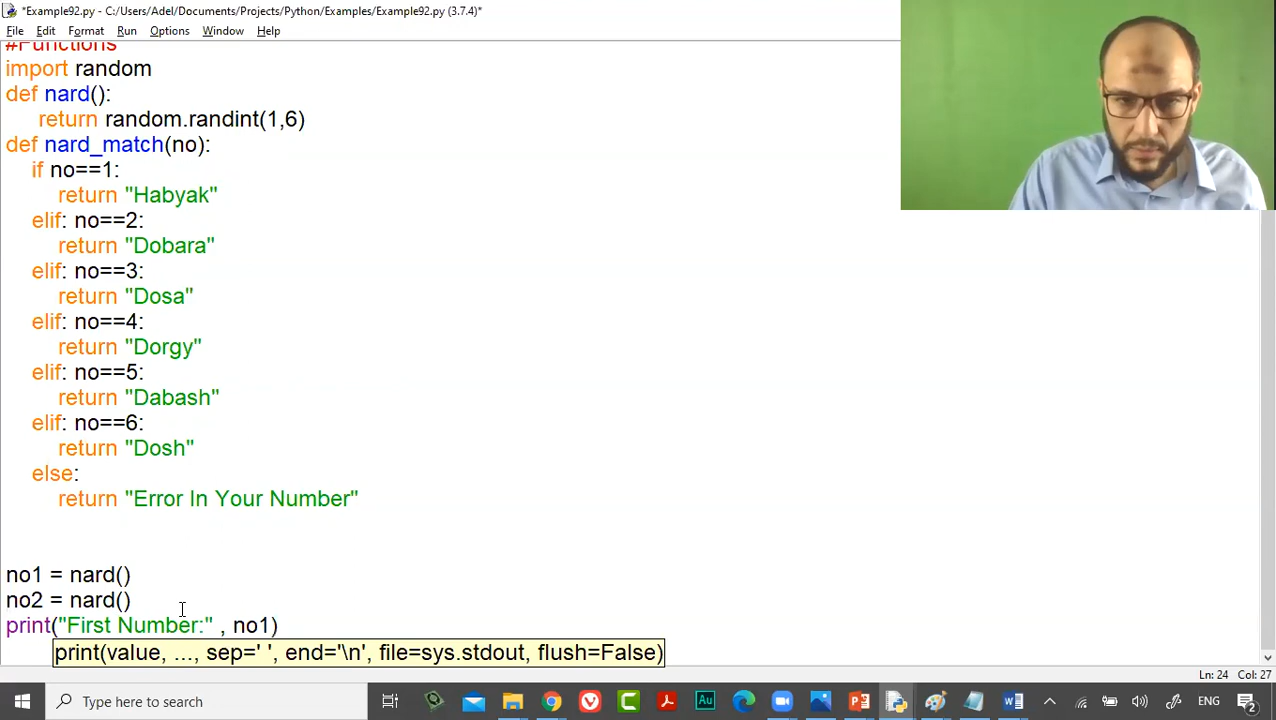 *Example92.py - C:/Users/Adel/Documents/Projects/Python/Examples/Example92.py (3.7.4)*
File Edit Format Run Options Window Help
#Functions
import random
def nard():
return random.randint(1,6)
def nard_match(no):
if no==1:
return "Habyak"
elif: no==2:
return "Dobara"
elif: no==3:
return "Dosa"
elif: no==4:
return "Dorgy"
elif: no==5:
return "Dabash"
elif: no==6:
return "Dosh"
else:
return "Error In Your Number"
no1 = nard()
no2 = nard()
print("First Number:" , no1)
print(value, ..., sep=' ', end='\n', file=sys.stdout, flush=False)
Ln: 24 Col: 27
Type here to search
ENG
2